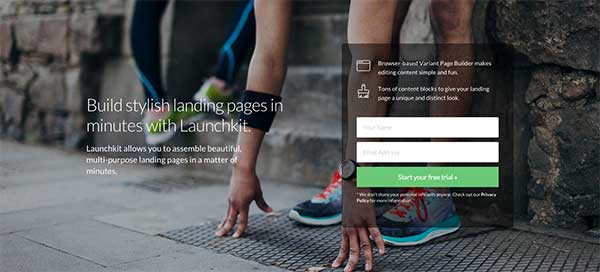 Build stylish landing pages in
minutes with Launchkit.
Launchkit allows you to assemble beautiful,
multi-purpose landing pages in a matter of
minutes.
Browser-based Variant Page Builder makes
editing content simple and fun.
Tons of content blocks to give your landing
page a unique and distinct look.
Your Name
Email Address
Start your free trial ›
* We don't share your personal info with anyone. Check out our Privacy
Policy for more information.